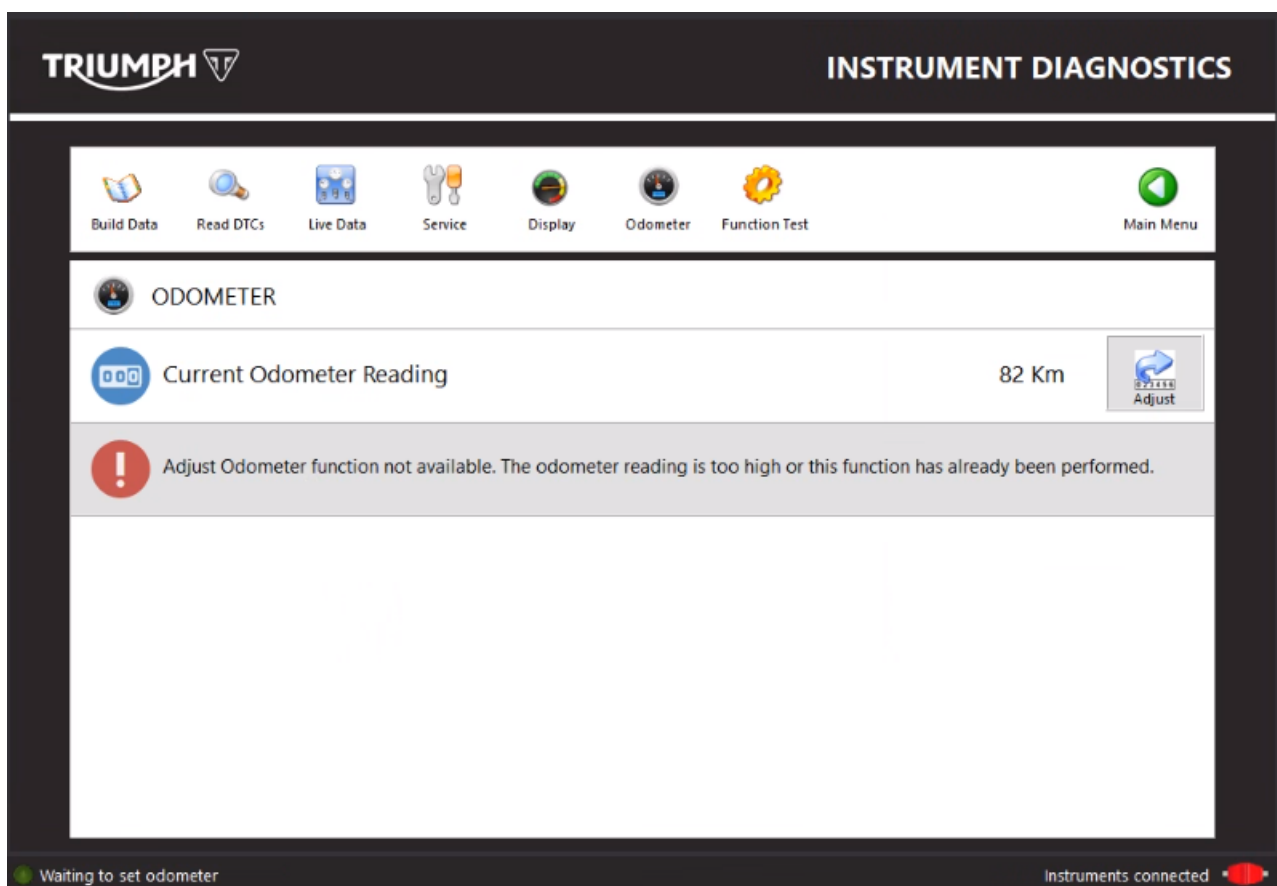 TRIUMPH
INSTRUMENT DIAGNOSTICS
Build Data
Read DTCs
Live Data
Service
Display
Odometer
Function Test
Main Menu
ODOMETER
Current Odometer Reading
82 Km
Adjust
Adjust Odometer function not available. The odometer reading is too high or this function has already been performed.
Waiting to set odometer
Instruments connected